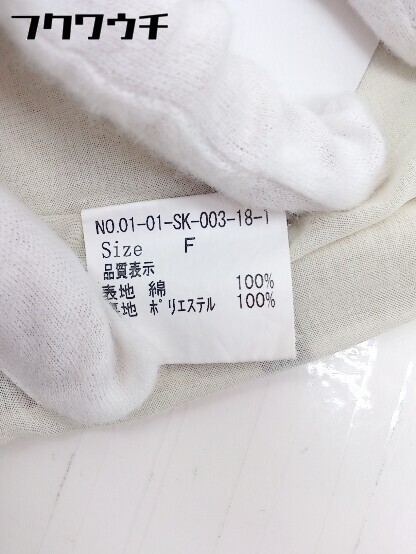 フクワウチ
NO.01-01-SK-003-18-1
Size F
品質表示
表地 綿 100%
裏地 ポリエステル 100%